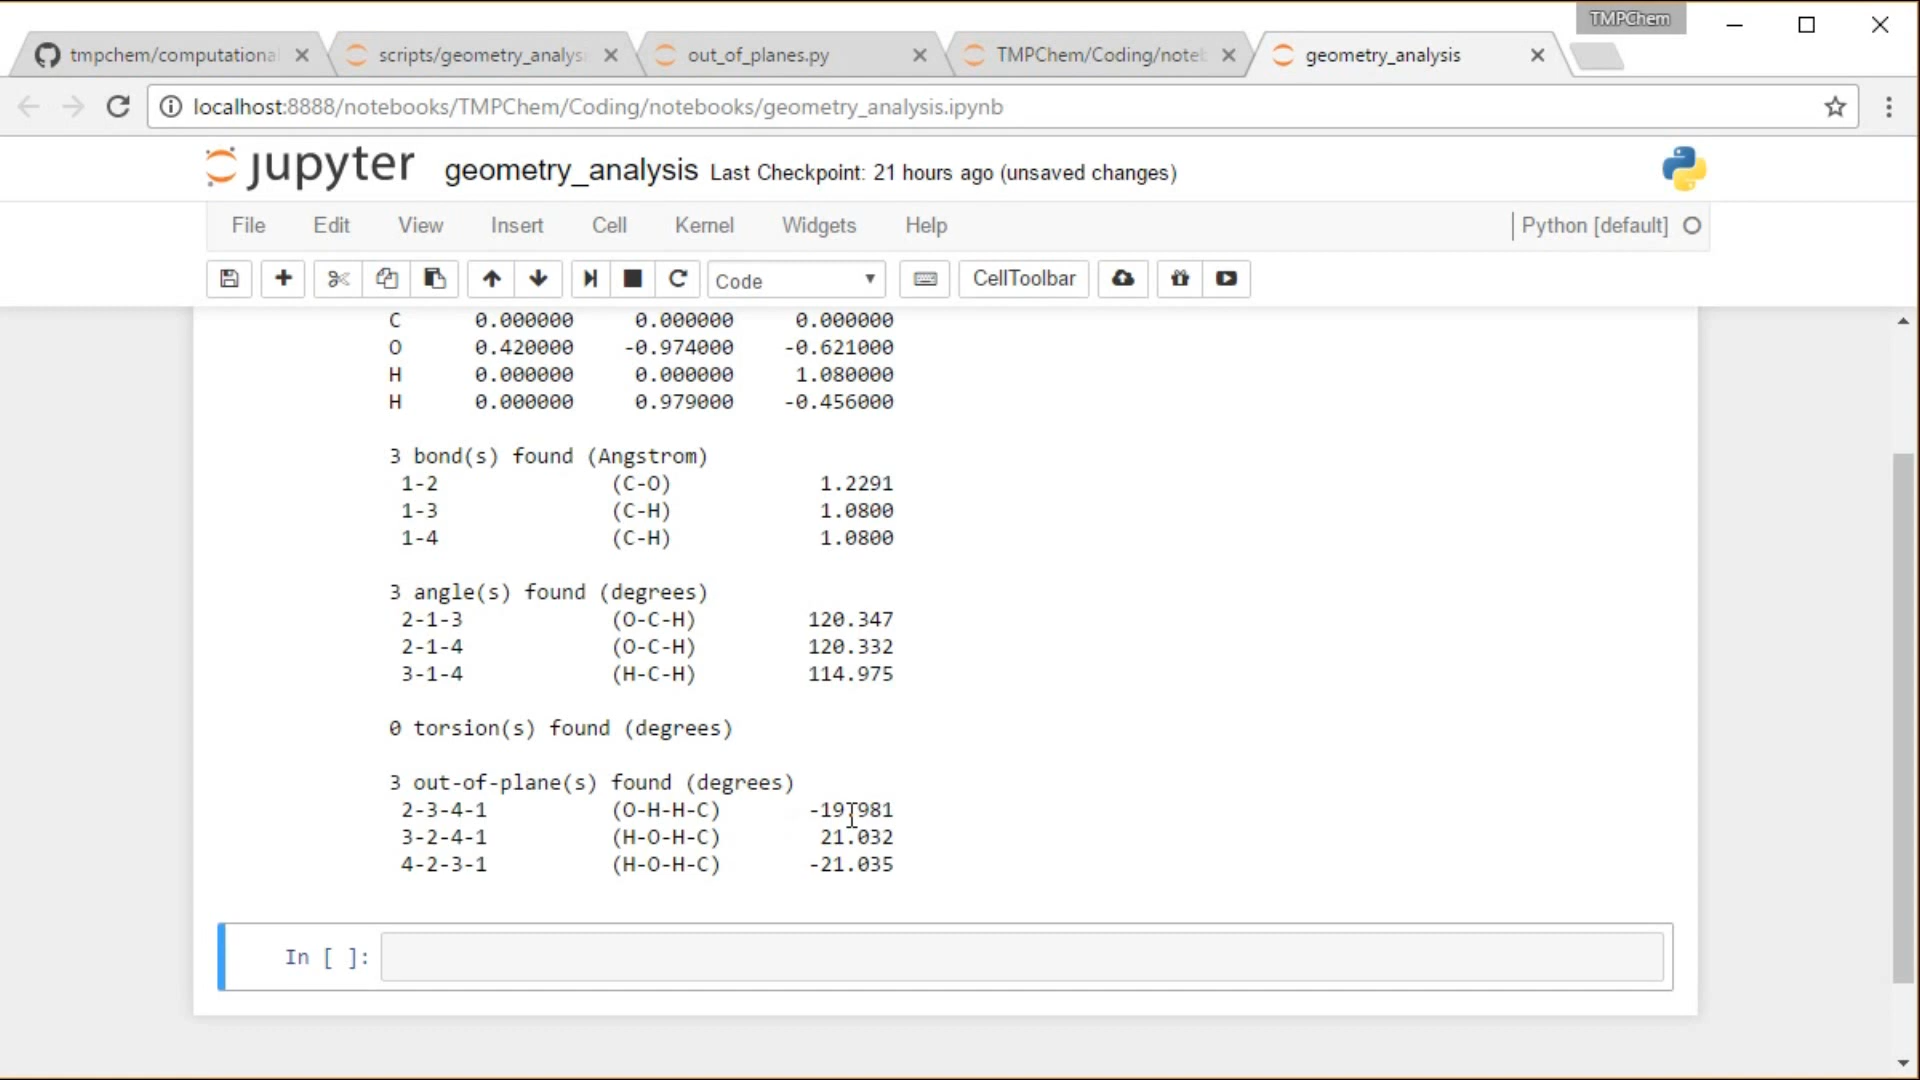 TMPChem
tmpchem/computational
scripts/geometry_analysi
out_of_planes.py
TMPChem/Coding/noteb
geometry_analysis
localhost:8888/notebooks/TMPChem/Coding/notebooks/geometry_analysis.ipynb
jupyter geometry_analysis Last Checkpoint: 21 hours ago (unsaved changes)
File Edit View Insert Cell Kernel Widgets Help Python [default]
Code CellToolbar
C 0.000000 0.000000 0.000000
O 0.420000 -0.974000 -0.621000
H 0.000000 0.000000 1.080000
H 0.000000 0.979000 -0.456000
3 bond(s) found (Angstrom)
1-2 (C-O) 1.2291
1-3 (C-H) 1.0800
1-4 (C-H) 1.0800
3 angle(s) found (degrees)
2-1-3 (O-C-H) 120.347
2-1-4 (O-C-H) 120.332
3-1-4 (H-C-H) 114.975
0 torsion(s) found (degrees)
3 out-of-plane(s) found (degrees)
2-3-4-1 (O-H-H-C) -19.981
3-2-4-1 (H-O-H-C) 21.032
4-2-3-1 (H-O-H-C) -21.035
In [ ]: